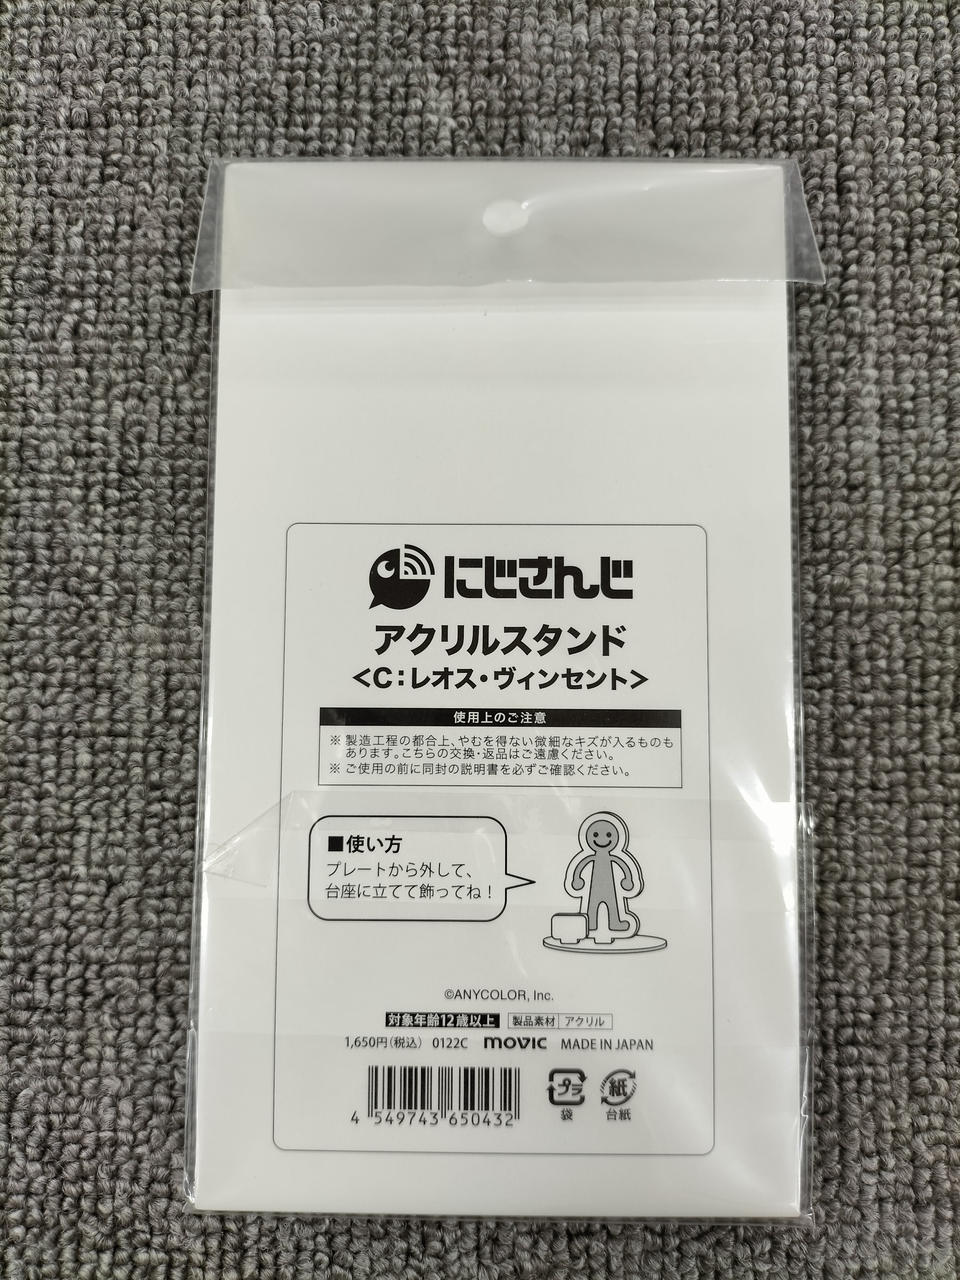 にじさんじ
アクリルスタンド
<C:レオス・ヴィンセント>
使用上のご注意
※ 製造工程の都合上、やむを得ない微細なキズが入るものも
あります。こちらの交換・返品はご遠慮ください。
※ ご使用の前に同封の説明書を必ずご確認ください。
■使い方
プレートから外して、
台座に立てて飾ってね!
©ANYCOLOR, Inc.
対象年齢12歳以上 製品素材 アクリル
1,650円(税込) 0122C movic MADE IN JAPAN
4 549743 650432
プラ 紙
袋 台紙